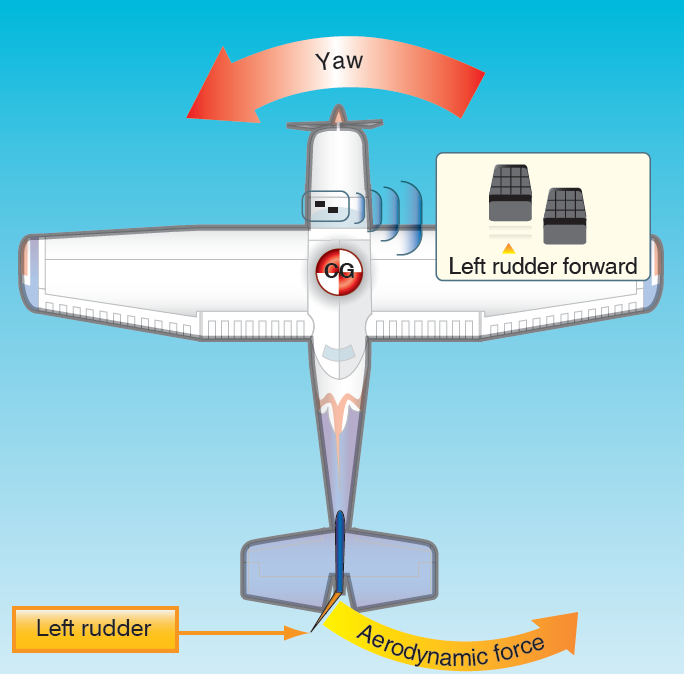 Yaw
CG
Left rudder forward
Left rudder
Aerodynamic force